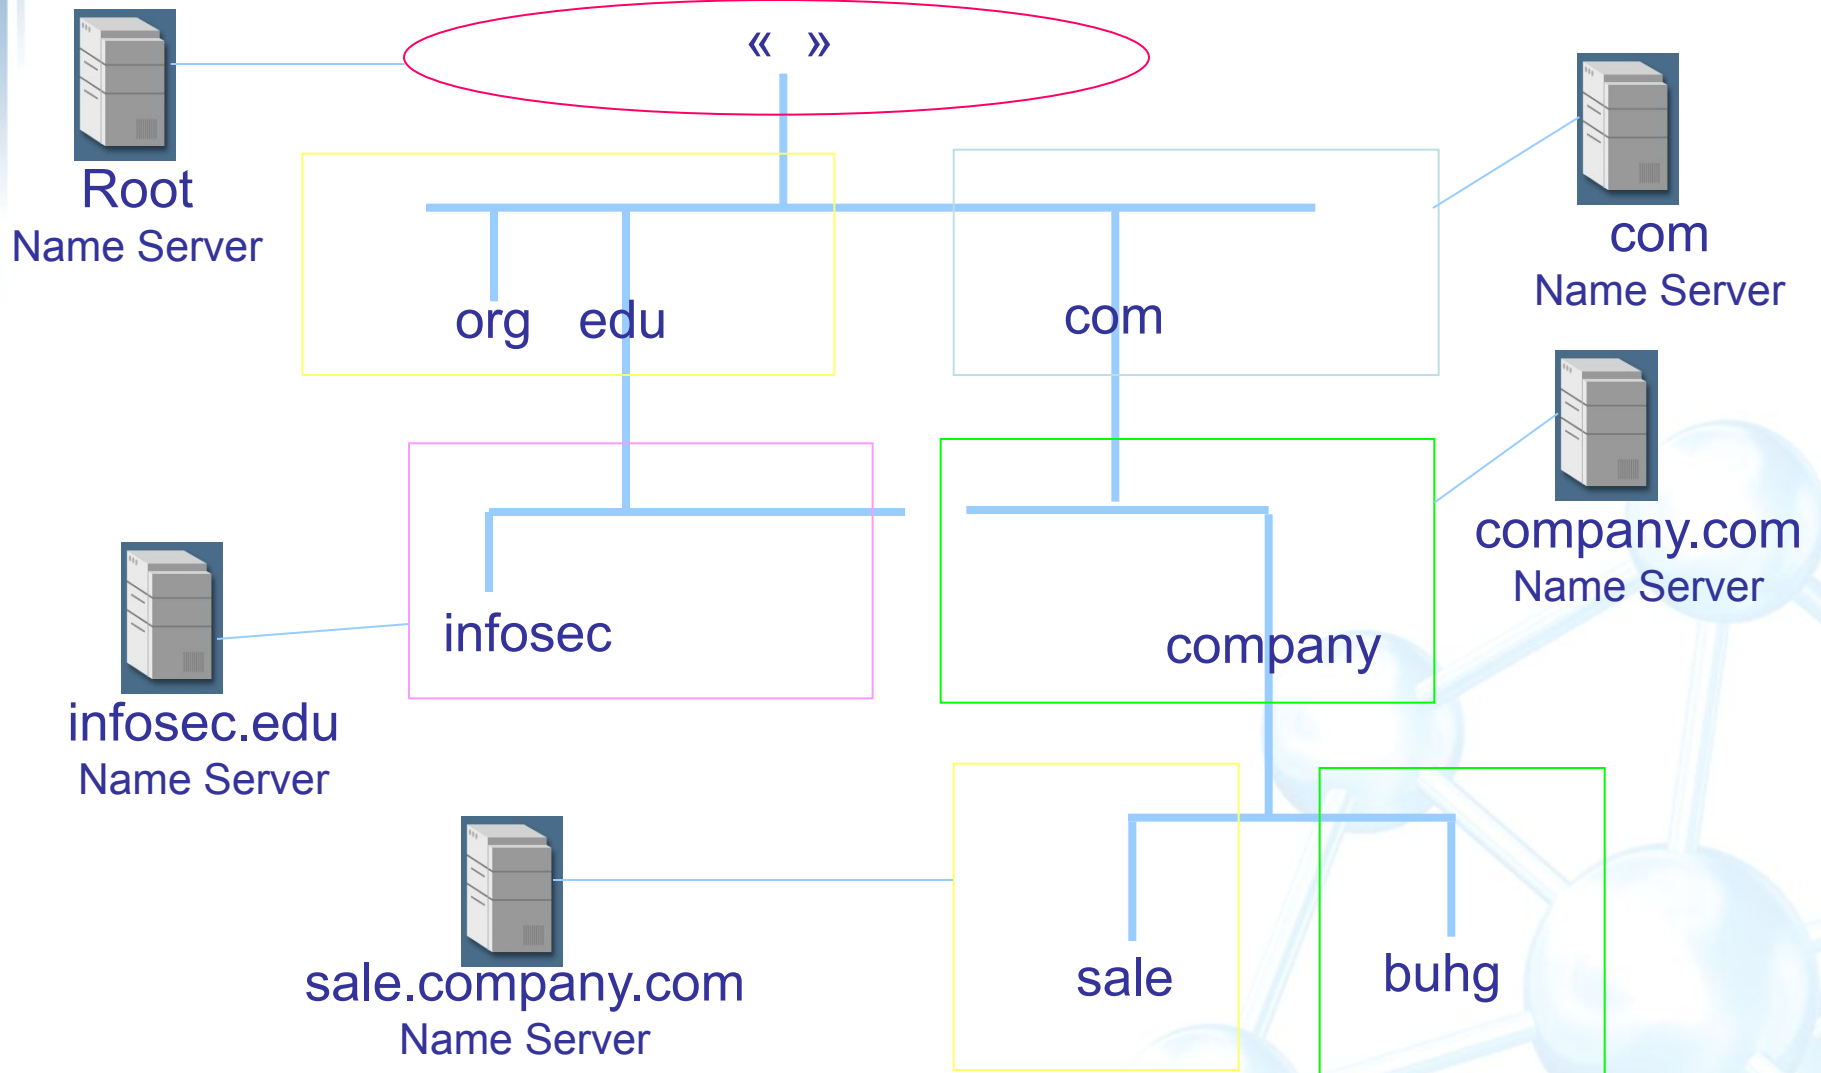 « »
Root
Name Server
com
Name Server
org edu
com
company.com
Name Server
infosec
company
infosec.edu
Name Server
sale.company.com
Name Server
sale
buhg